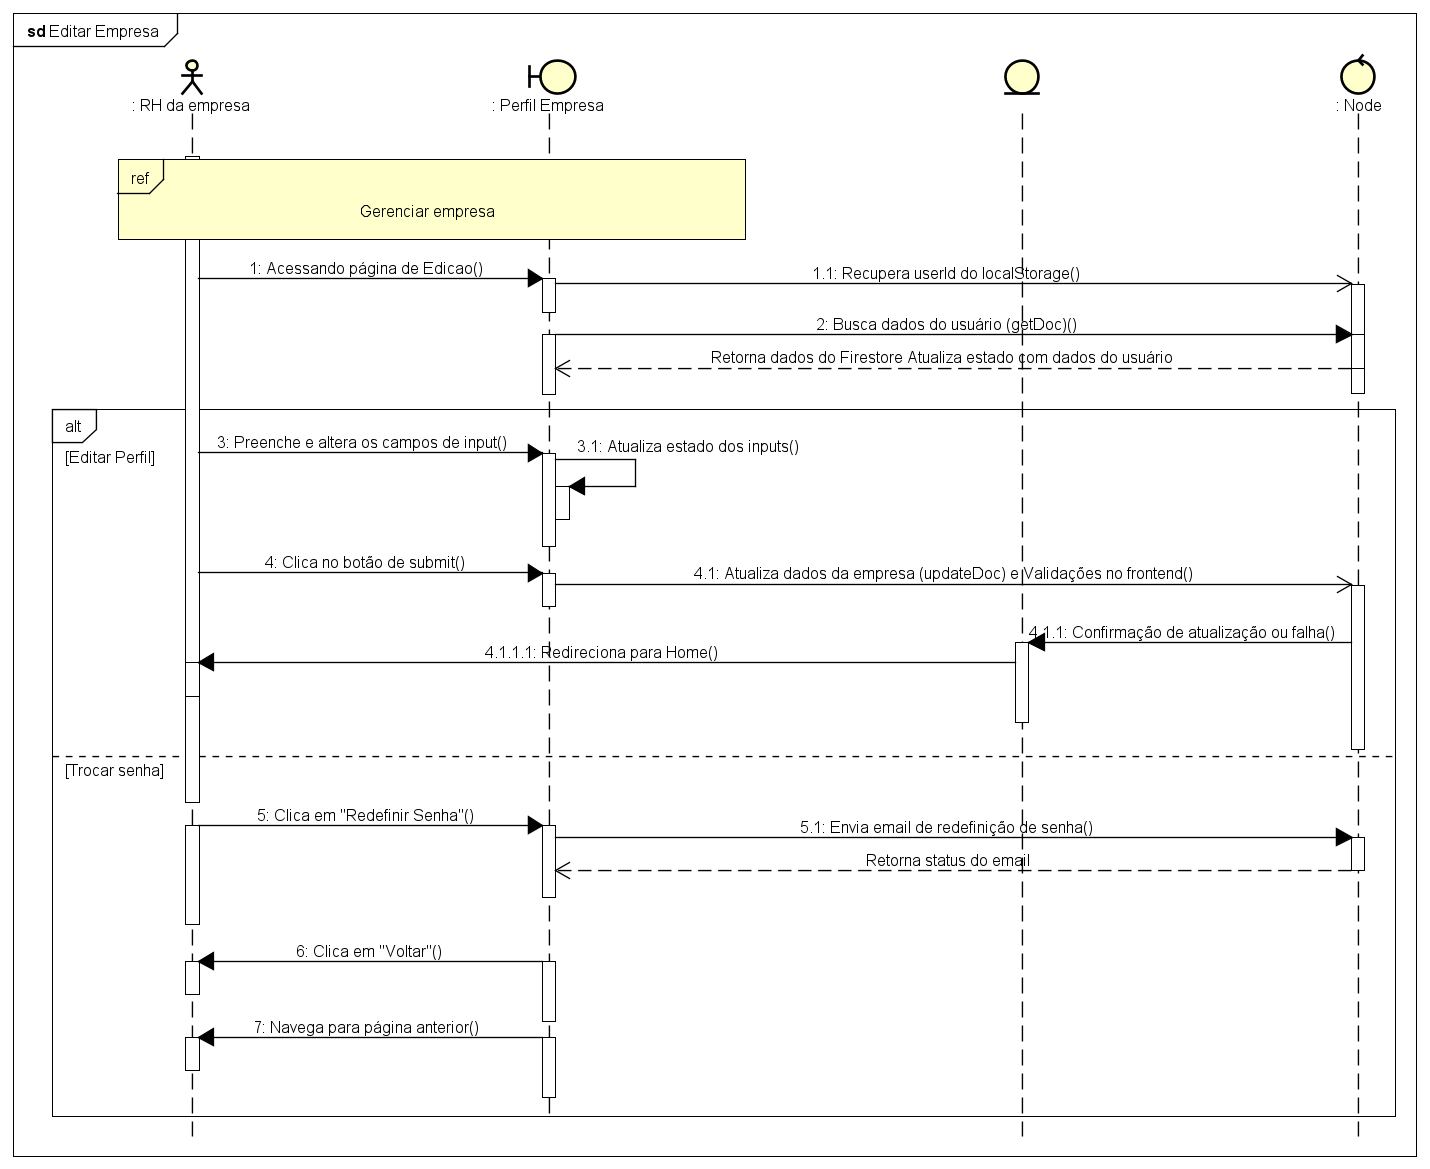 sd Editar Empresa
: RH da empresa
: Perfil Empresa
: Node
ref
Gerenciar empresa
1: Acessando página de Edicao()
1.1: Recupera userId do localStorage()
2: Busca dados do usuário (getDoc)()
Retorna dados do Firestore Atualiza estado com dados do usuário
alt
[Editar Perfil]
3: Preenche e altera os campos de input()
3.1: Atualiza estado dos inputs()
4: Clica no botão de submit()
4.1: Atualiza dados da empresa (updateDoc) e Validações no frontend()
4.1.1: Confirmação de atualização ou falha()
4.1.1.1: Redireciona para Home()
[Trocar senha]
5: Clica em "Redefinir Senha"()
5.1: Envia email de redefinição de senha()
Retorna status do email
6: Clica em "Voltar"()
7: Navega para página anterior()